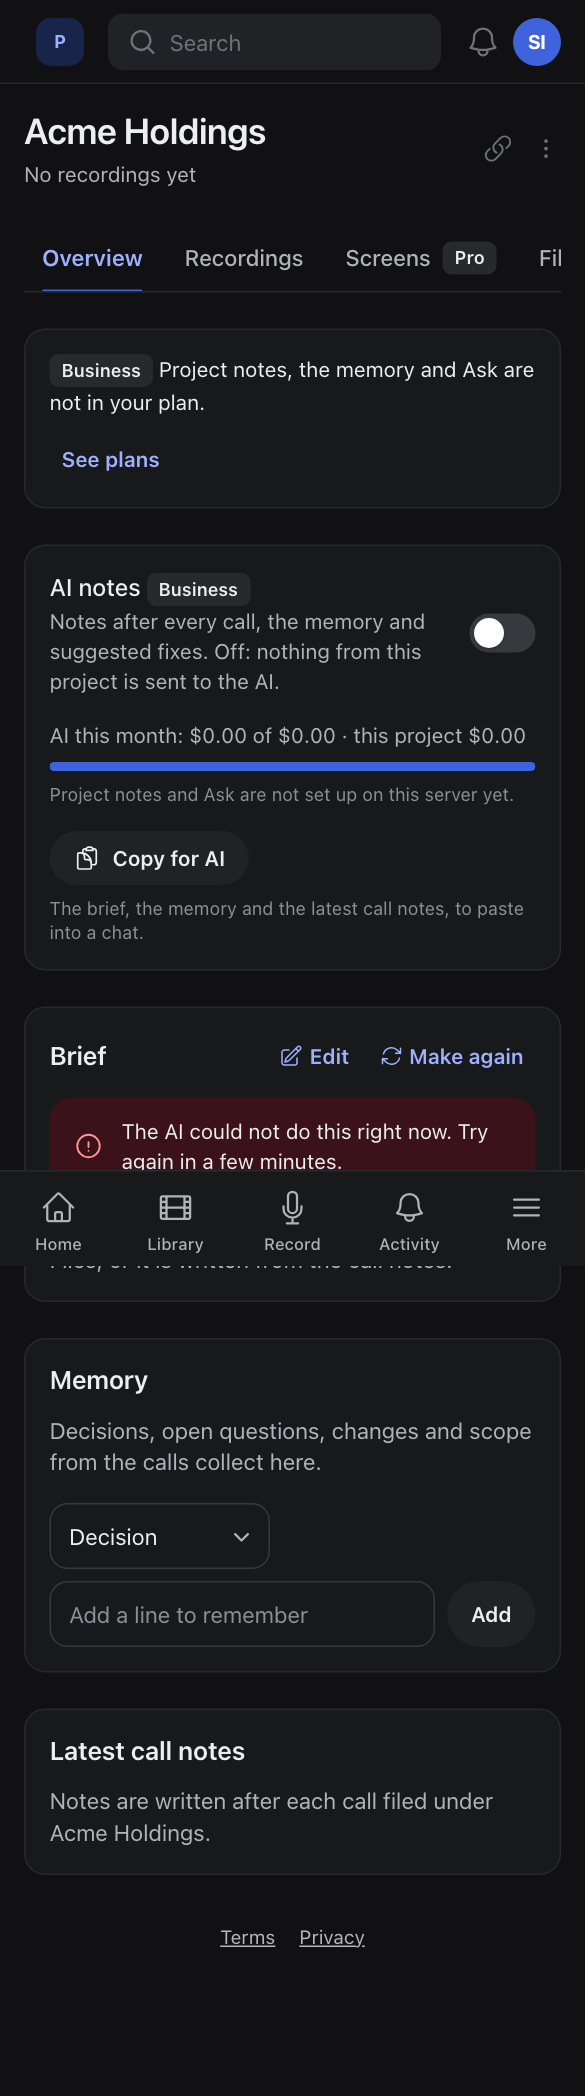 P
Search
SI
Acme Holdings
No recordings yet
Overview
Recordings
Screens
Pro
Fil
Business Project notes, the memory and Ask are
not in your plan.
See plans
AI notes Business
Notes after every call, the memory and
suggested fixes. Off: nothing from this
project is sent to the AI.
AI this month: $0.00 of $0.00 · this project $0.00
Project notes and Ask are not set up on this server yet.
Copy for AI
The brief, the memory and the latest call notes, to paste
into a chat.
Brief
Edit
Make again
The AI could not do this right now. Try
again in a few minutes.
Home
Library
Record
Activity
More
Memory
Decisions, open questions, changes and scope
from the calls collect here.
Decision
Add a line to remember
Add
Latest call notes
Notes are written after each call filed under
Acme Holdings.
Terms
Privacy